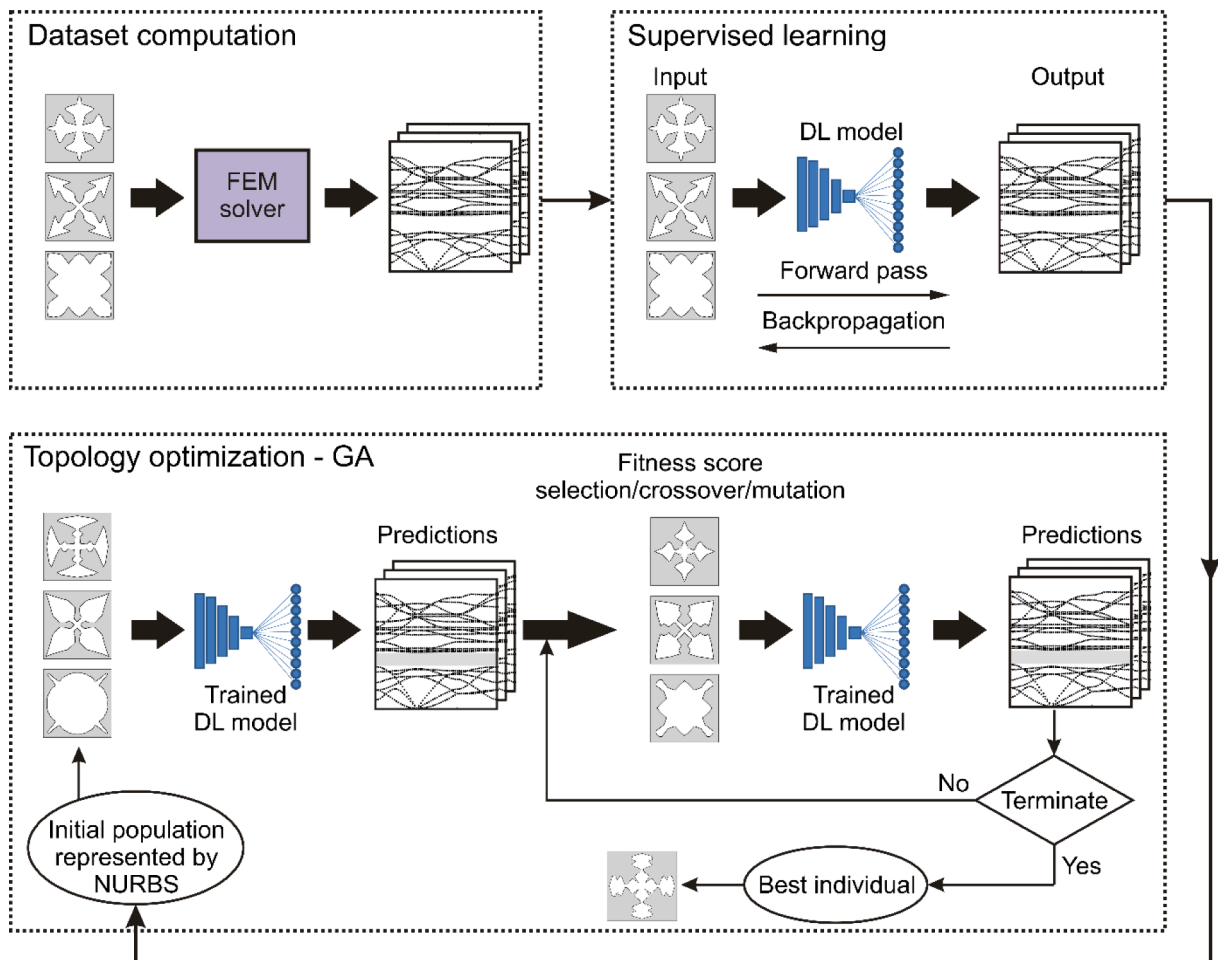 Dataset computation
FEM
solver
Supervised learning
Input
Output
DL model
Forward pass
Backpropagation
Topology optimization - GA
Fitness score
selection/crossover/mutation
Predictions
Predictions
Trained
DL model
Trained
DL model
No
Terminate
Yes
Initial population
represented by
NURBS
Best individual